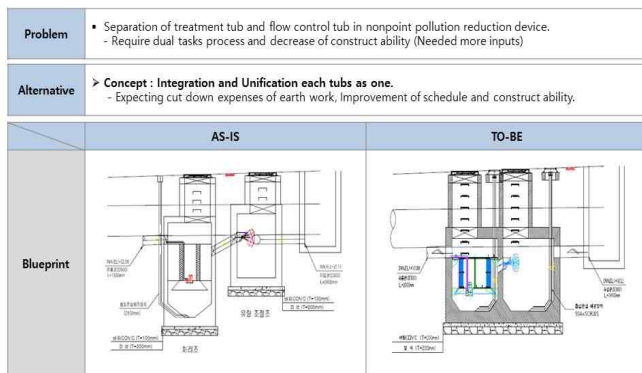 Problem
▪ Separation of treatment tub and flow control tub in nonpoint pollution reduction device.
- Require dual tasks process and decrease of construct ability (Needed more inputs)
Alternative
➢ Concept : Integration and Unification each tubs as one.
- Expecting cut down expenses of earth work, Improvement of schedule and construct ability.
AS-IS
TO-BE
Blueprint
처리조
유량 조절조